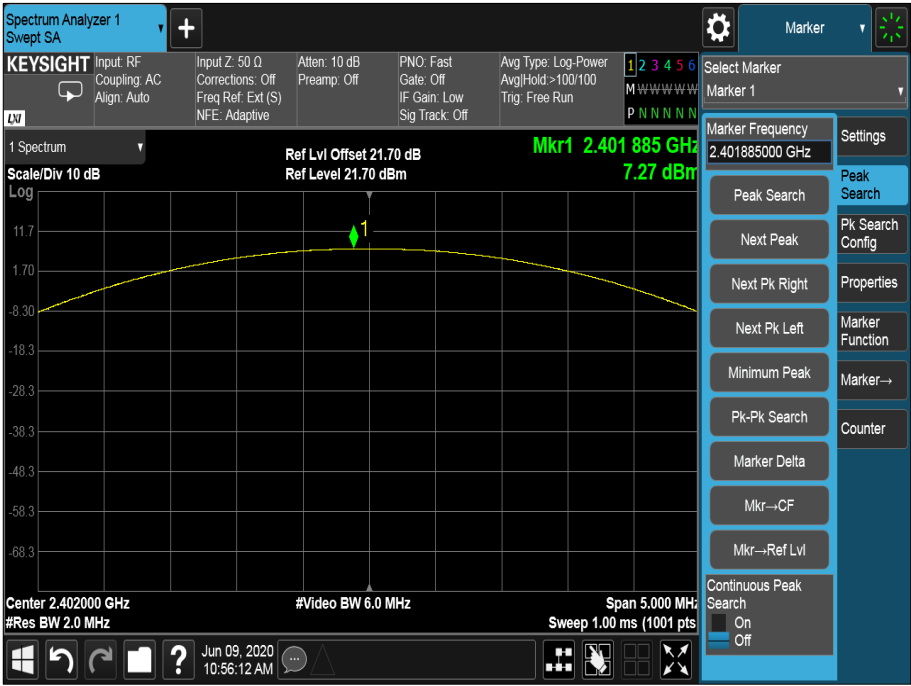 Spectrum Analyzer 1
Swept SA
+
Marker
KEYSIGHT
LXI
Input: RF
Coupling: AC
Align: Auto
Input Z: 50 Ω
Corrections: Off
Freq Ref: Ext (S)
NFE: Adaptive
Atten: 10 dB
Preamp: Off
PNO: Fast
Gate: Off
IF Gain: Low
Sig Track: Off
Avg Type: Log-Power
Avg|Hold:>100/100
Trig: Free Run
1 2 3 4 5 6
M W W W W W
P N N N N N
Select Marker
Marker 1
1 Spectrum
Scale/Div 10 dB
Log
Ref Lvl Offset 21.70 dB
Ref Level 21.70 dBm
Mkr1 2.401 885 GHz
7.27 dBm
1
11.7
1.70
-8.30
-18.3
-28.3
-38.3
-48.3
-58.3
-68.3
Center 2.402000 GHz
#Res BW 2.0 MHz
#Video BW 6.0 MHz
Span 5.000 MHz
Sweep 1.00 ms (1001 pts
Marker Frequency
2.401885000 GHz
Peak Search
Next Peak
Next Pk Right
Next Pk Left
Minimum Peak
Pk-Pk Search
Marker Delta
Mkr→CF
Mkr→Ref Lvl
Continuous Peak
Search
On
Off
Settings
Peak
Search
Pk Search
Config
Properties
Marker
Function
Marker→
Counter
?
Jun 09, 2020
10:56:12 AM